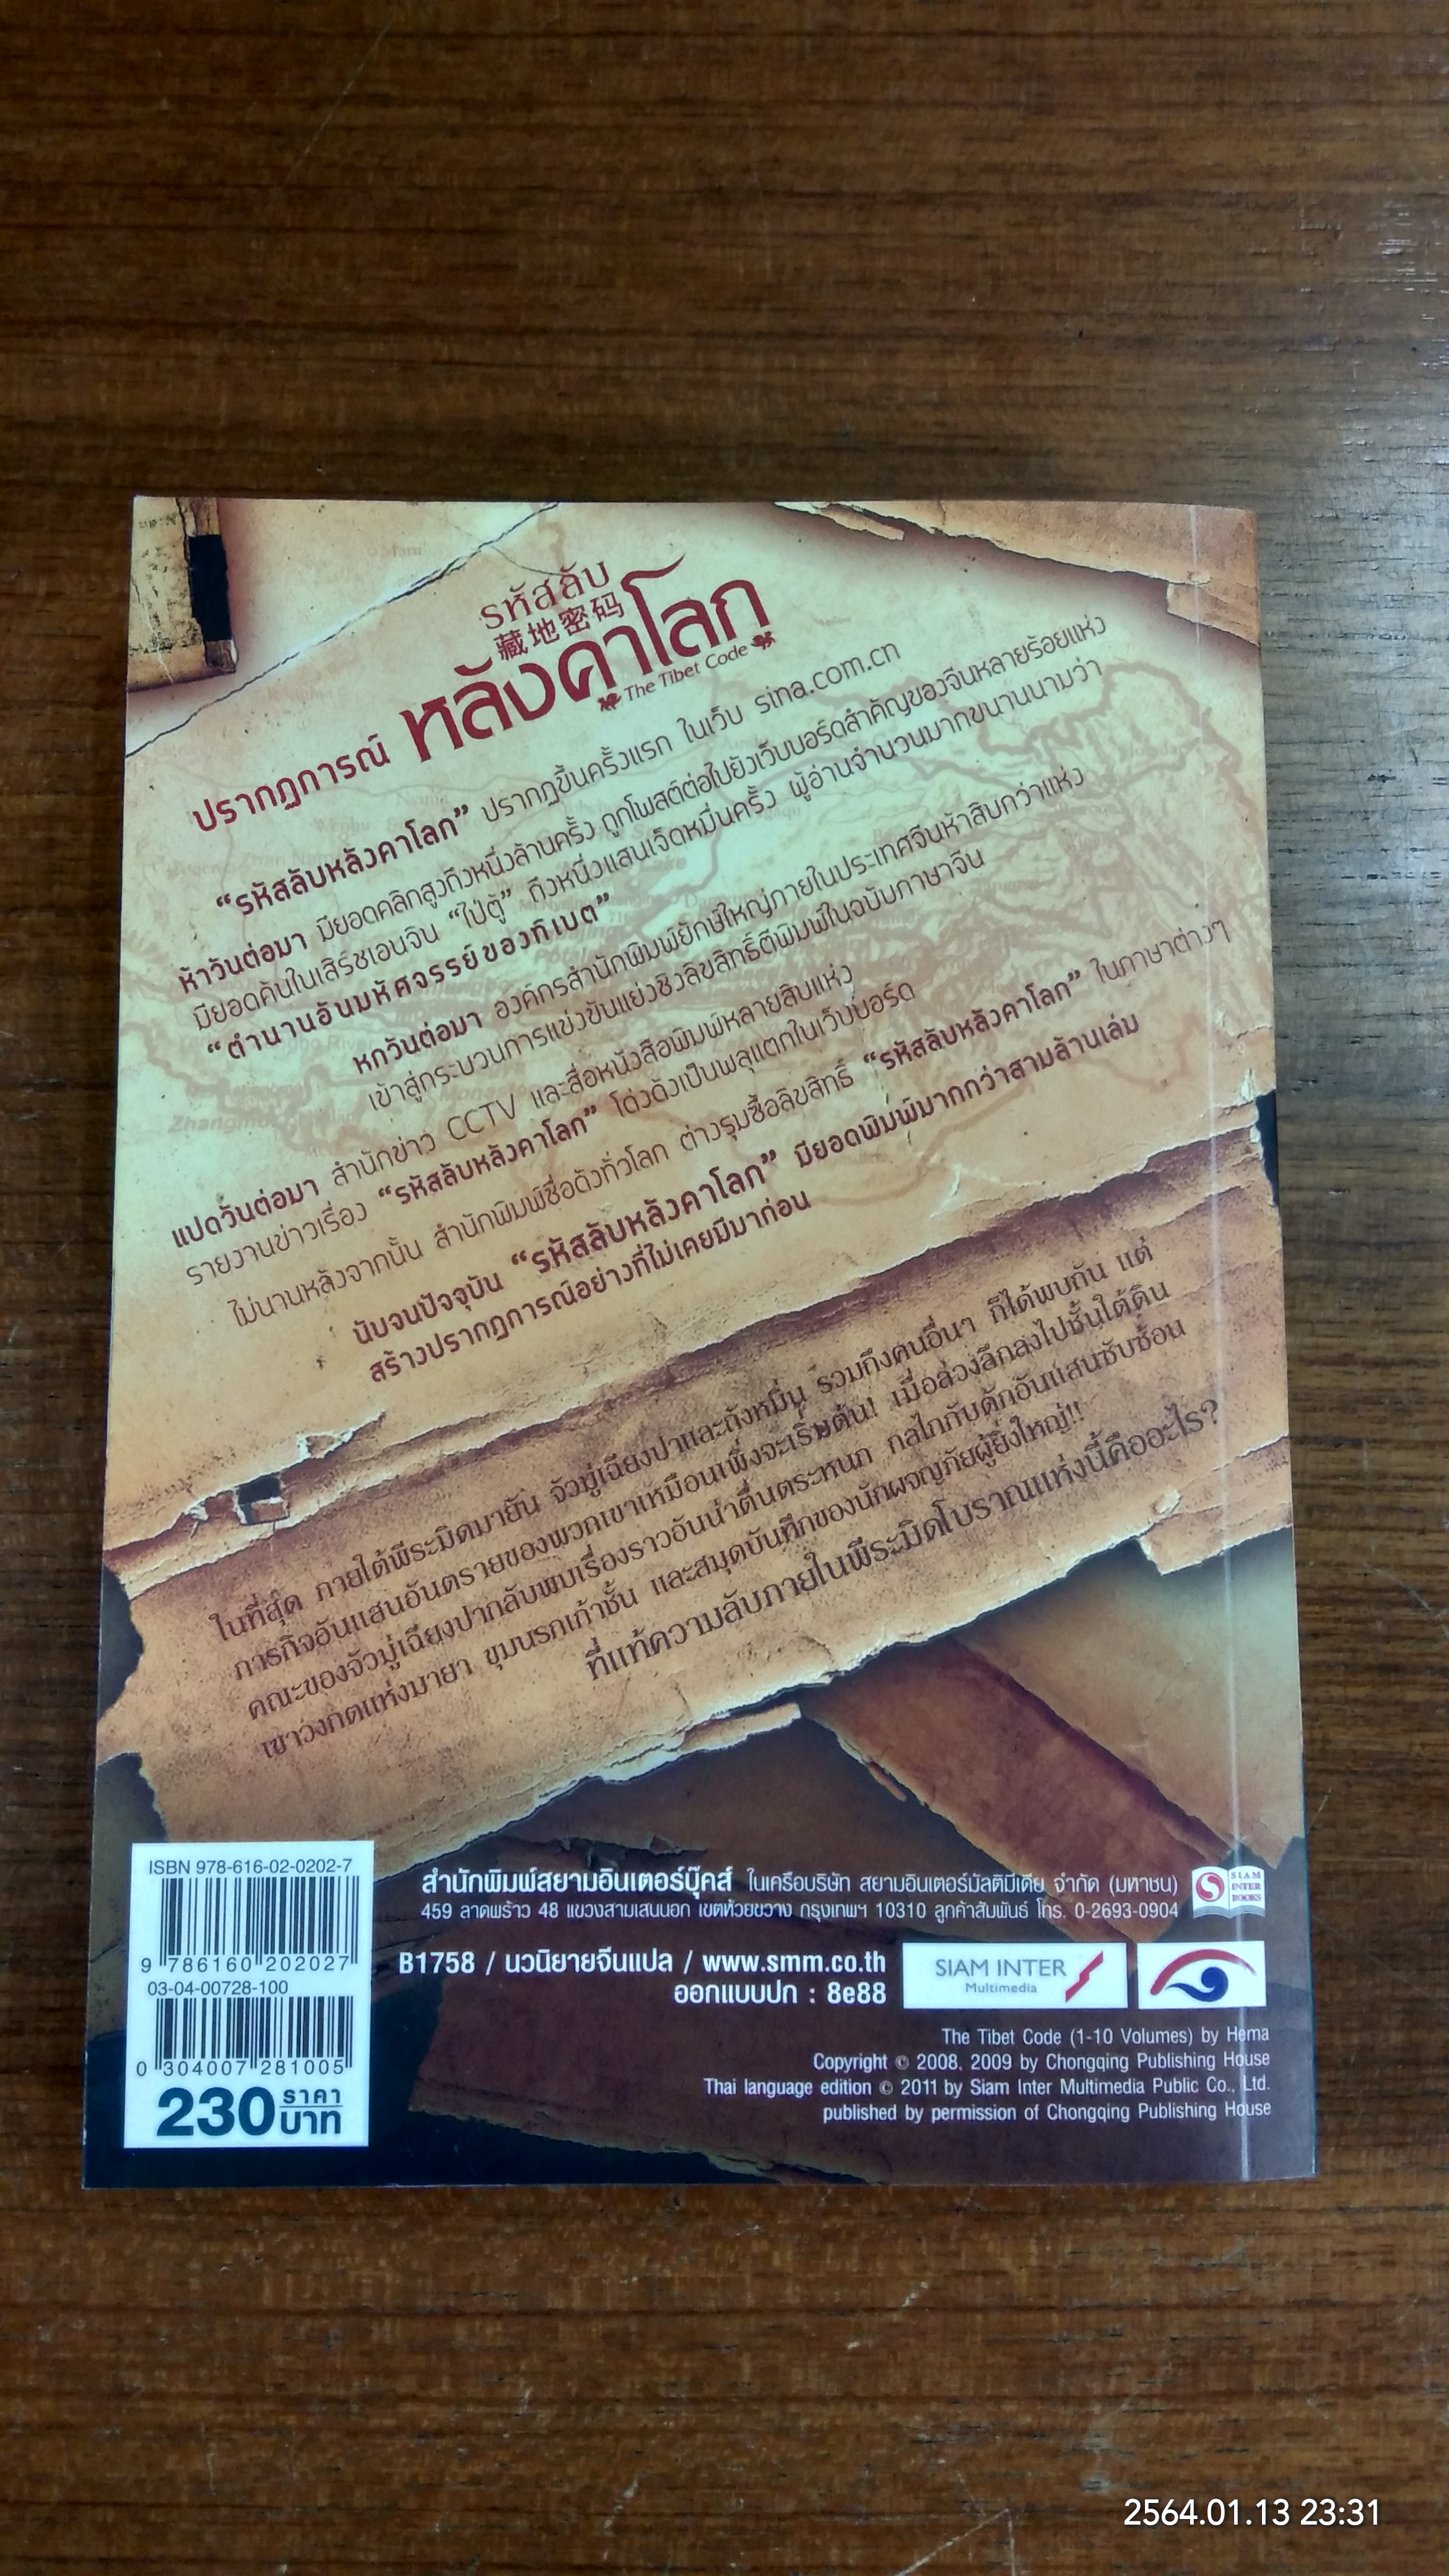 รหัสลับ
藏地密码
ปรากฏการณ์ หลังคาโลก
The Tibet Code
“รหัสลับหลังคาโลก” ปรากฏขึ้นครั้งแรก ในเว็บ sina.com.cn
ห้าวันต่อมา มียอดคลิกสูงถึงหนึ่งล้านครั้ง ถูกโพสต์ต่อไปยังเว็บบอร์ดสำคัญของจีนหลายร้อยแห่ง
มียอดค้นในเสิร์ชเอนจิน “ไป่ตู้” ถึงหนึ่งแสนเจ็ดหมื่นครั้ง ผู้อ่านจำนวนมากขนานนามว่า
“ตำนานอันมหัศจรรย์ของทิเบต”
หกวันต่อมา องค์กรสำนักพิมพ์ยักษ์ใหญ่ภายในประเทศจีนห้าสิบกว่าแห่ง
เข้าสู่กระบวนการแข่งขันแย่งชิงลิขสิทธิ์ตีพิมพ์ในฉบับภาษาจีน
แปดวันต่อมา สำนักข่าว CCTV และสื่อหนังสือพิมพ์หลายสิบแห่ง
รายงานข่าวเรื่อง “รหัสลับหลังคาโลก” โด่งดังเป็นพลุแตกในเว็บบอร์ด
ไม่นานหลังจากนั้น สำนักพิมพ์ชื่อดังทั่วโลก ต่างรุมซื้อลิขสิทธิ์ “รหัสลับหลังคาโลก” ในภาษาต่างๆ
นับจนปัจจุบัน “รหัสลับหลังคาโลก” มียอดพิมพ์มากกว่าสามล้านเล่ม
สร้างปรากฏการณ์อย่างที่ไม่เคยมีมาก่อน
ในที่สุด ภายใต้พีระมิดมายัน จัวมู่เฉียงปาและถังหมิ่น รวมถึงคนอื่นๆ ก็ได้พบกัน แต่
ภารกิจอันแสนอันตรายของพวกเขาเหมือนเพิ่งจะเริ่มต้น! เมื่อล่วงลึกลงไปชั้นใต้ดิน
คณะของจัวมู่เฉียงปากลับพบเรื่องราวอันน่าตื่นตระหนก กลไกกับดักอันแสนซับซ้อน
เขาวงกตแห่งมายา ขุมนรกเก้าชั้น และสมุดบันทึกของนักผจญภัยผู้ยิ่งใหญ่!!
ที่แท้ความลับภายในพีระมิดโบราณแห่งนี้คืออะไร?
ISBN 978-616-02-0202-7
9 786160 202027
03-04-00728-100
0 304007 281005
230 ราคา บาท
สำนักพิมพ์สยามอินเตอร์บุ๊คส์ ในเครือบริษัท สยามอินเตอร์มัลติมีเดีย จำกัด (มหาชน)
459 ลาดพร้าว 48 แขวงสามเสนนอก เขตห้วยขวาง กรุงเทพฯ 10310 ลูกค้าสัมพันธ์ โทร. 0-2693-0904
SIAM
INTER
BOOKS
B1758 / นวนิยายจีนแปล / www.smm.co.th
ออกแบบปก : 8e88
SIAM INTER
Multimedia
The Tibet Code (1-10 Volumes) by Hema
Copyright © 2008, 2009 by Chongqing Publishing House
Thai language edition © 2011 by Siam Inter Multimedia Public Co., Ltd.
published by permission of Chongqing Publishing House
2564.01.13 23:31